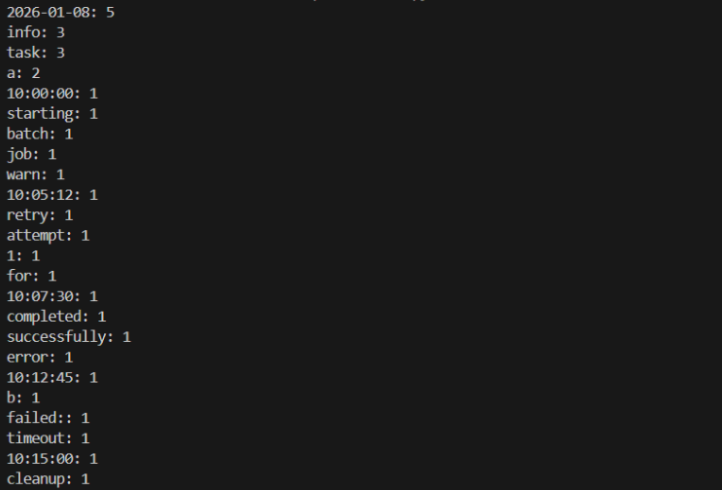 2026-01-08: 5
info: 3
task: 3
a: 2
10:00:00: 1
starting: 1
batch: 1
job: 1
warn: 1
10:05:12: 1
retry: 1
attempt: 1
1: 1
for: 1
10:07:30: 1
completed: 1
successfully: 1
error: 1
10:12:45: 1
b: 1
failed:: 1
timeout: 1
10:15:00: 1
cleanup: 1